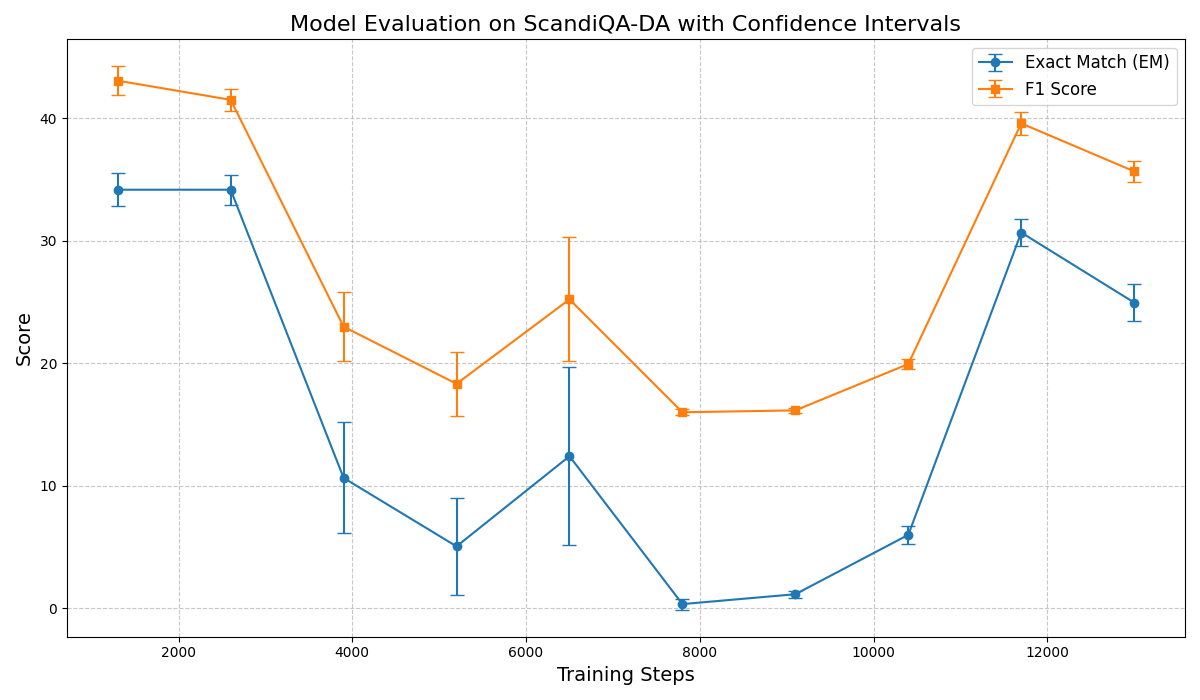 Model Evaluation on ScandiQA-DA with Confidence Intervals
Exact Match (EM)
F1 Score
Score
40
30
20
10
0
2000
4000
6000
8000
10000
12000
Training Steps